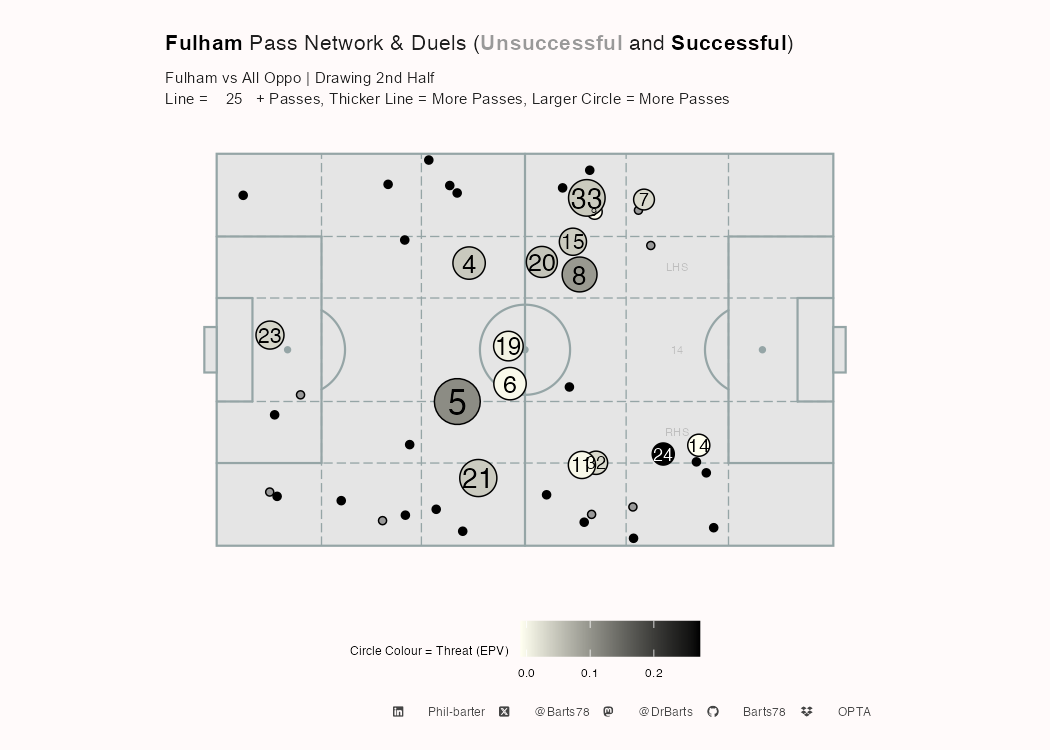 Fulham Pass Network & Duels (Unsuccessful and Successful)
Fulham vs All Oppo | Drawing 2nd Half
Line = 25 + Passes, Thicker Line = More Passes, Larger Circle = More Passes
33
7
15
4
20
8
LHS
23
19
14
6
5
RHS
14
24
11
32
21
Circle Colour = Threat (EPV)
0.0 0.1 0.2
Phil-barter @Barts78 @DrBarts Barts78 OPTA